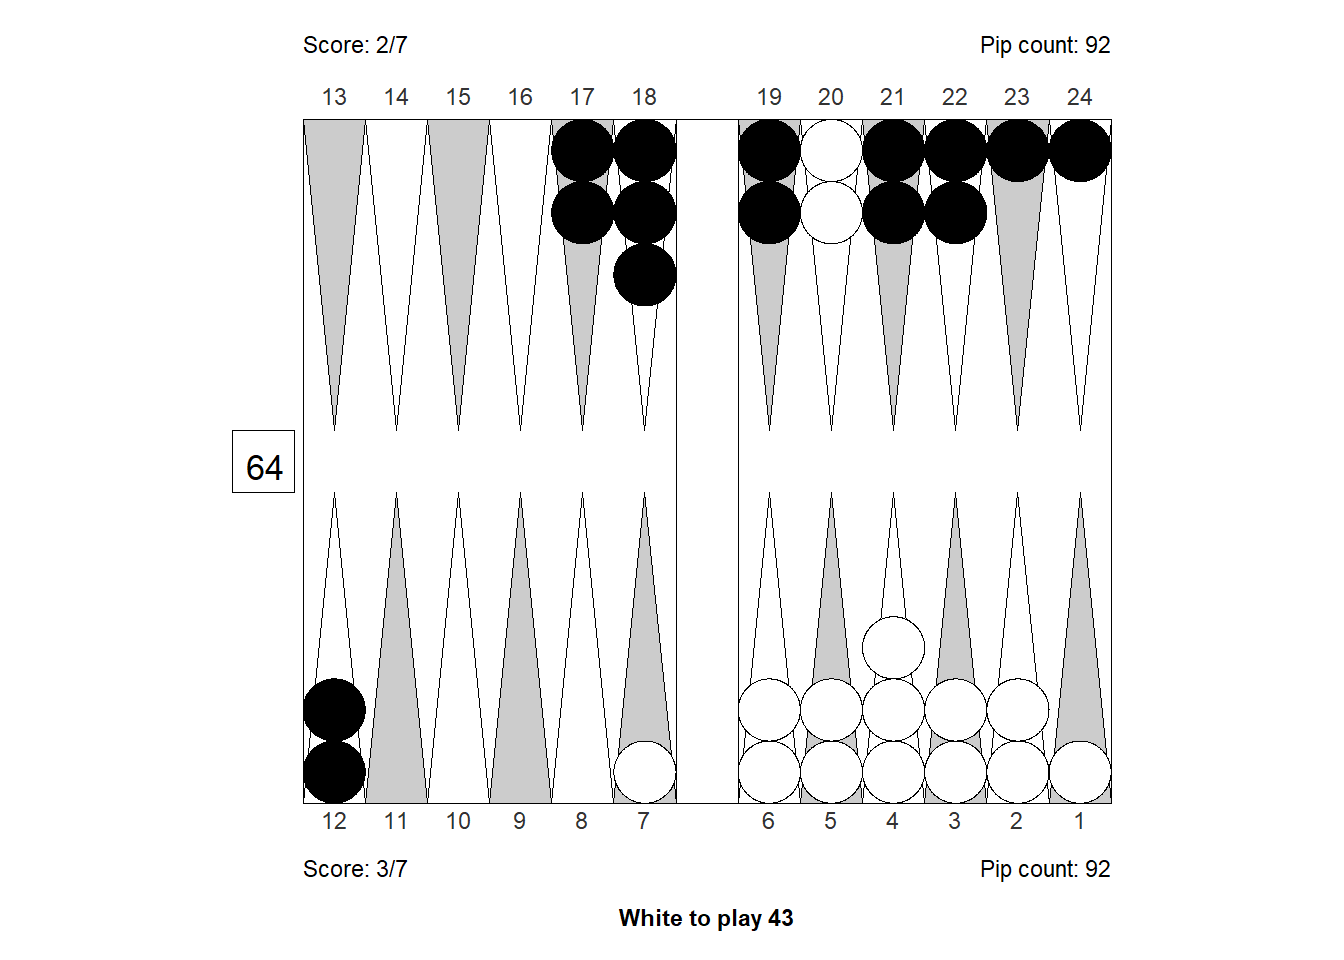 Score: 2/7 Pip count: 92
13 14 15 16 17 18 19 20 21 22 23 24
64
12 11 10 9 8 7 6 5 4 3 2 1
Score: 3/7 Pip count: 92
White to play 43